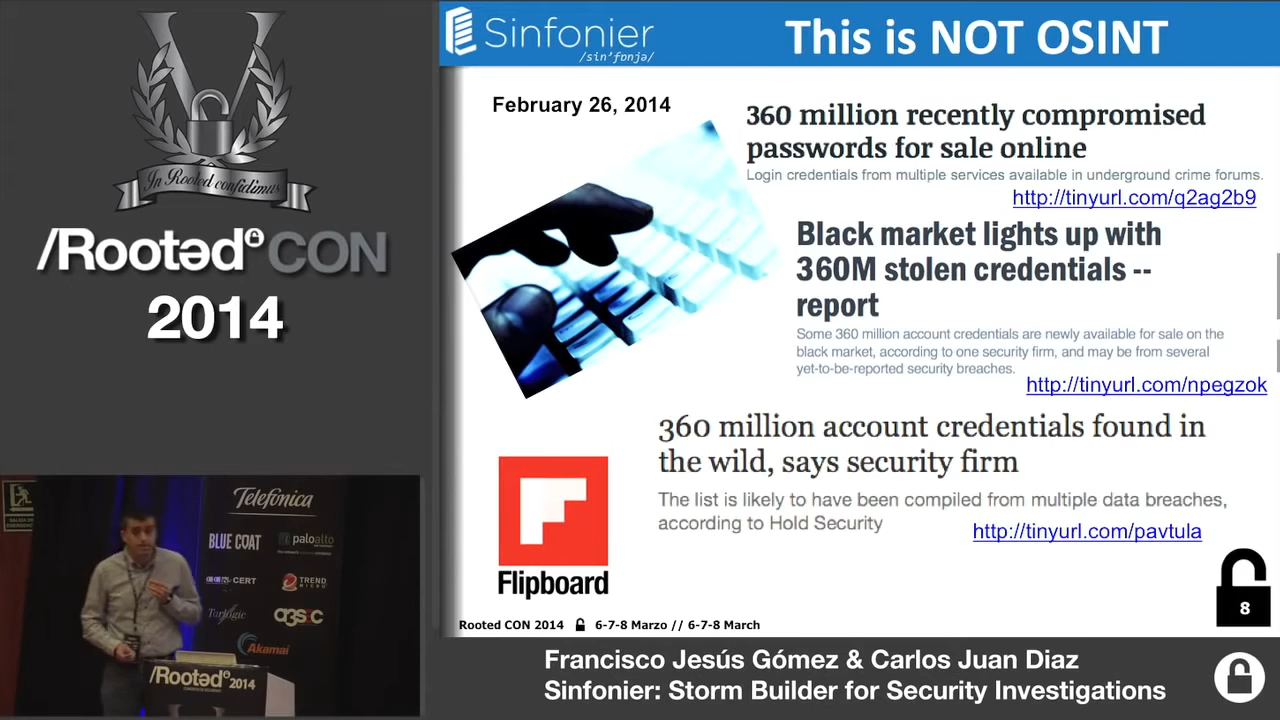 In Rooted confidimus
/RootedCON
2014
Sinfonier
/sin'fɒnjə/
This is NOT OSINT
February 26, 2014
360 million recently compromised
passwords for sale online
Login credentials from multiple services available in underground crime forums.
http://tinyurl.com/q2ag2b9
Black market lights up with
360M stolen credentials --
report
Some 360 million account credentials are newly available for sale on the
black market, according to one security firm, and may be from several
yet-to-be-reported security breaches.
http://tinyurl.com/npegzok
360 million account credentials found in
the wild, says security firm
The list is likely to have been compiled from multiple data breaches,
according to Hold Security
http://tinyurl.com/pavtula
Flipboard
8
Rooted CON 2014 6-7-8 Marzo // 6-7-8 March
Telefónica
BLUE COAT
paloalto
CERT
TREND
MICRO
Tarlogic
a3sec
Akamai
/Rootəd 2014
Francisco Jesús Gómez & Carlos Juan Diaz
Sinfonier: Storm Builder for Security Investigations